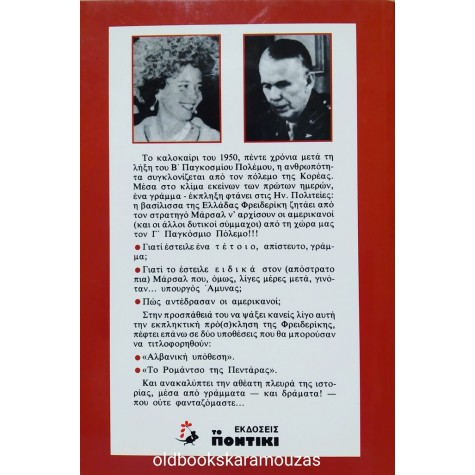 Το καλοκαίρι του 1950, πέντε χρόνια μετά τη
λήξη του Β΄ Παγκοσμίου Πολέμου, η ανθρωπό-
τητα συγκλονίζεται από τον πόλεμο της Κορέας.
Μέσα στο κλίμα εκείνων των πρώτων ημερών,
ένα γράμμα - έκπληξη φτάνει στις Ην. Πολιτείες:
η βασίλισσα της Ελλάδας Φρειδερίκη ζητάει από
τον στρατηγό Μάρσαλ ν' αρχίσουν οι αμερικανοί
(και οι άλλοι δυτικοί σύμμαχοι) από τη χώρα μας
τον Γ΄ Παγκόσμιο Πόλεμο!!!
● Γιατί έστειλε ένα τ έ τ ο ι ο, απίστευτο, γράμ-
μα;
● Γιατί το έστειλε ε ι δ ι κ ά στον (απόστρατο
πια) Μάρσαλ που, όμως, λίγες μέρες μετά, γινό-
ταν... υπουργός Άμυνας;
● Πώς αντέδρασαν οι αμερικανοί;
Στην προσπάθειά του να ψάξει κανείς λίγο αυτή
την εκπληκτική πρό(σ)κληση της Φρειδερίκης,
πέφτει επάνω σε δύο υποθέσεις που θα μπορούσαν
να τιτλοφορηθούν:
● «Αλβανική υπόθεση».
● «Το Ρομάντσο της Πεντάρας».
Και ανακαλύπτει την αθέατη πλευρά της ιστο-
ρίας, μέσα από γράμματα — και δράματα! —
που ούτε φανταζόμαστε...
ΕΚΔΟΣΕΙΣ
το ΠΟΝΤΙΚΙ
oldbookskaramouzas